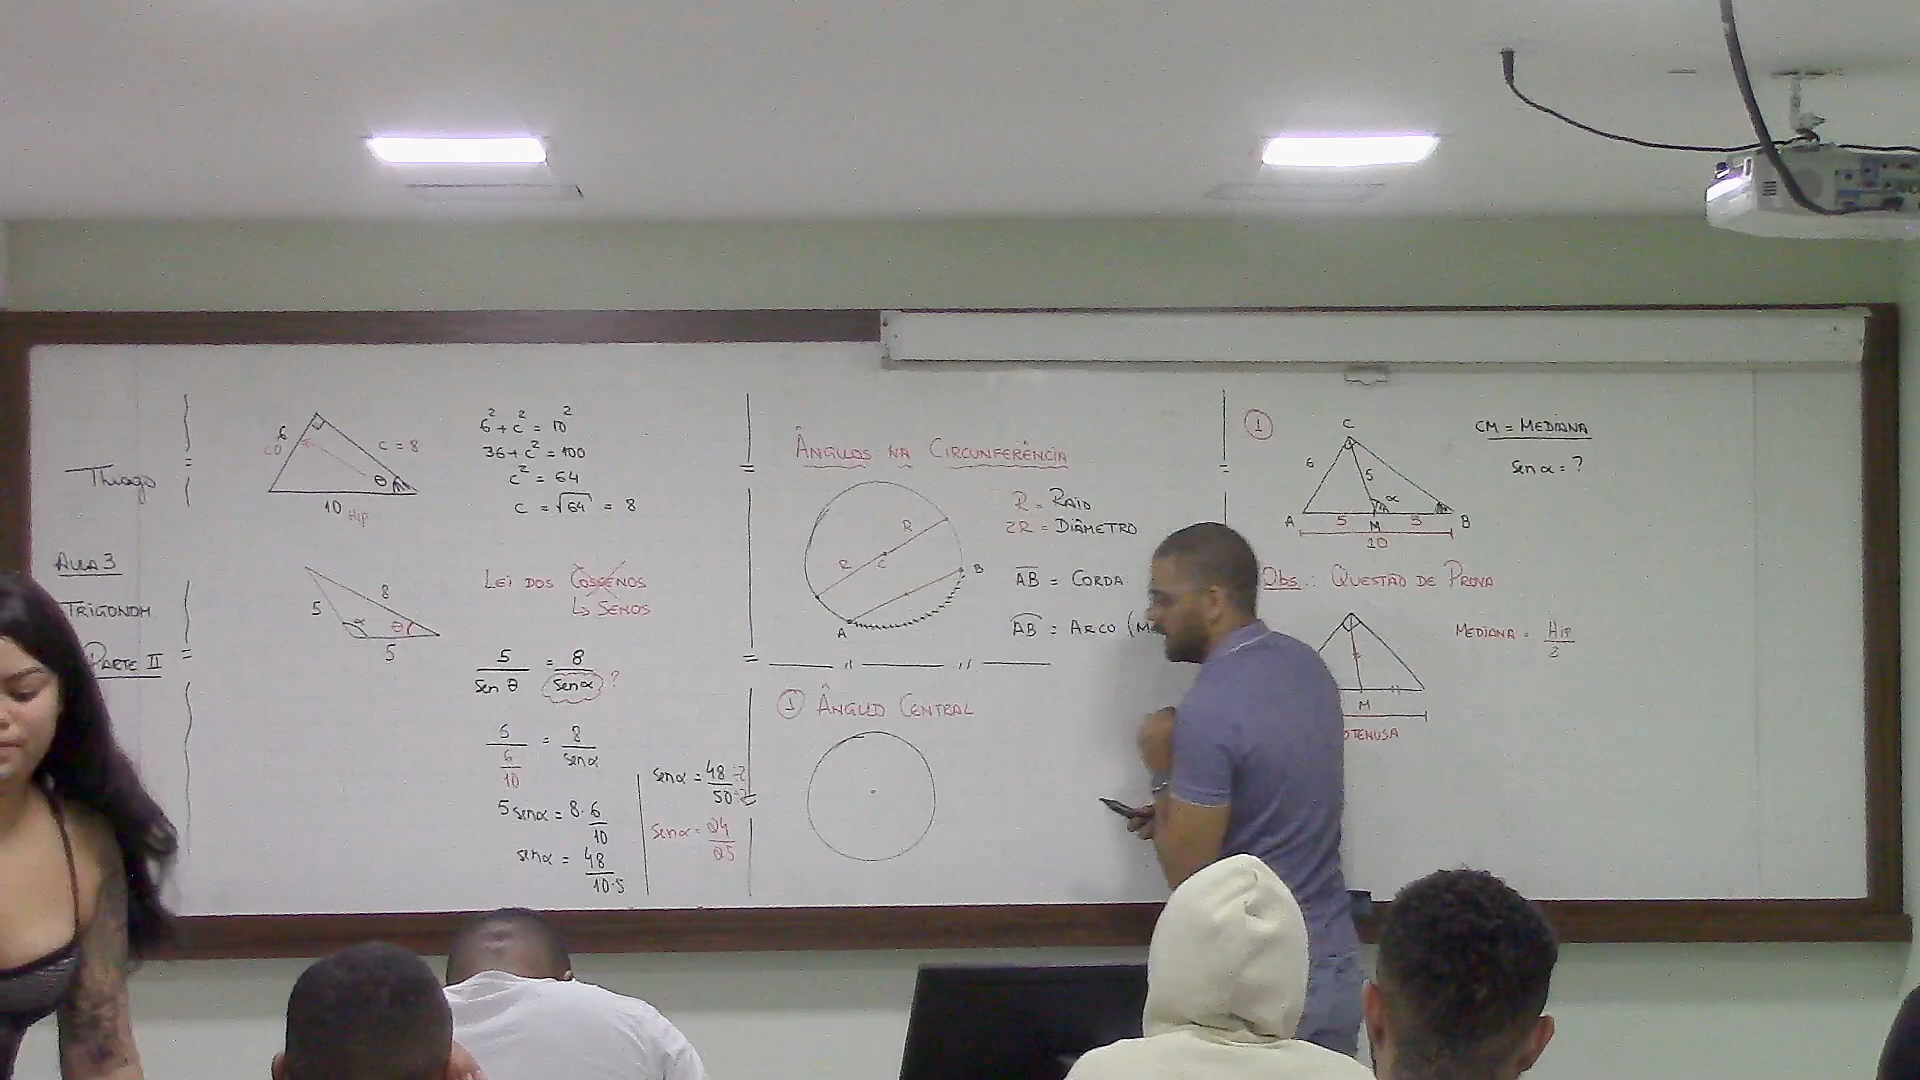 Thiago
Aula 3
Trigonom
Parte II
6
CO
c = 8
θ
10
Hip
6² + c² = 10²
36 + c² = 100
c² = 64
c = √64 = 8
5
8
α
θ
5
Lei dos Cossenos
↳ Senos
5/sen θ = 8/sen α ?
5/(6/10) = 8/sen α
5 sen α = 8 · 6/10
sen α = 48/10·5
sen α = 48÷2/50÷2
sen α = 24/25
Ângulos na Circunferência
R
R
C
B
A
R = Raio
2R = Diâmetro
AB = Corda
AB = Arco
① Ângulo Central
①
C
6
5
α
A
5
M
5
B
10
CM = Mediana
sen α = ?
Obs.: Questão de Prova
M
Mediana = Hip/2